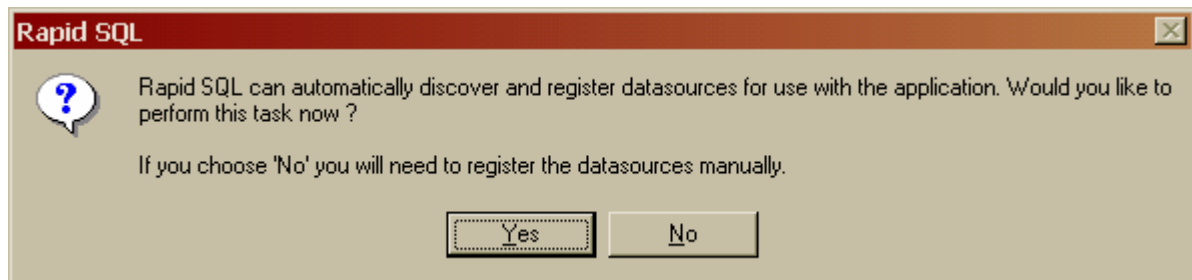 Rapid SQL
Rapid SQL can automatically discover and register datasources for use with the application. Would you like to
perform this task now ?
If you choose 'No' you will need to register the datasources manually.
Yes
No